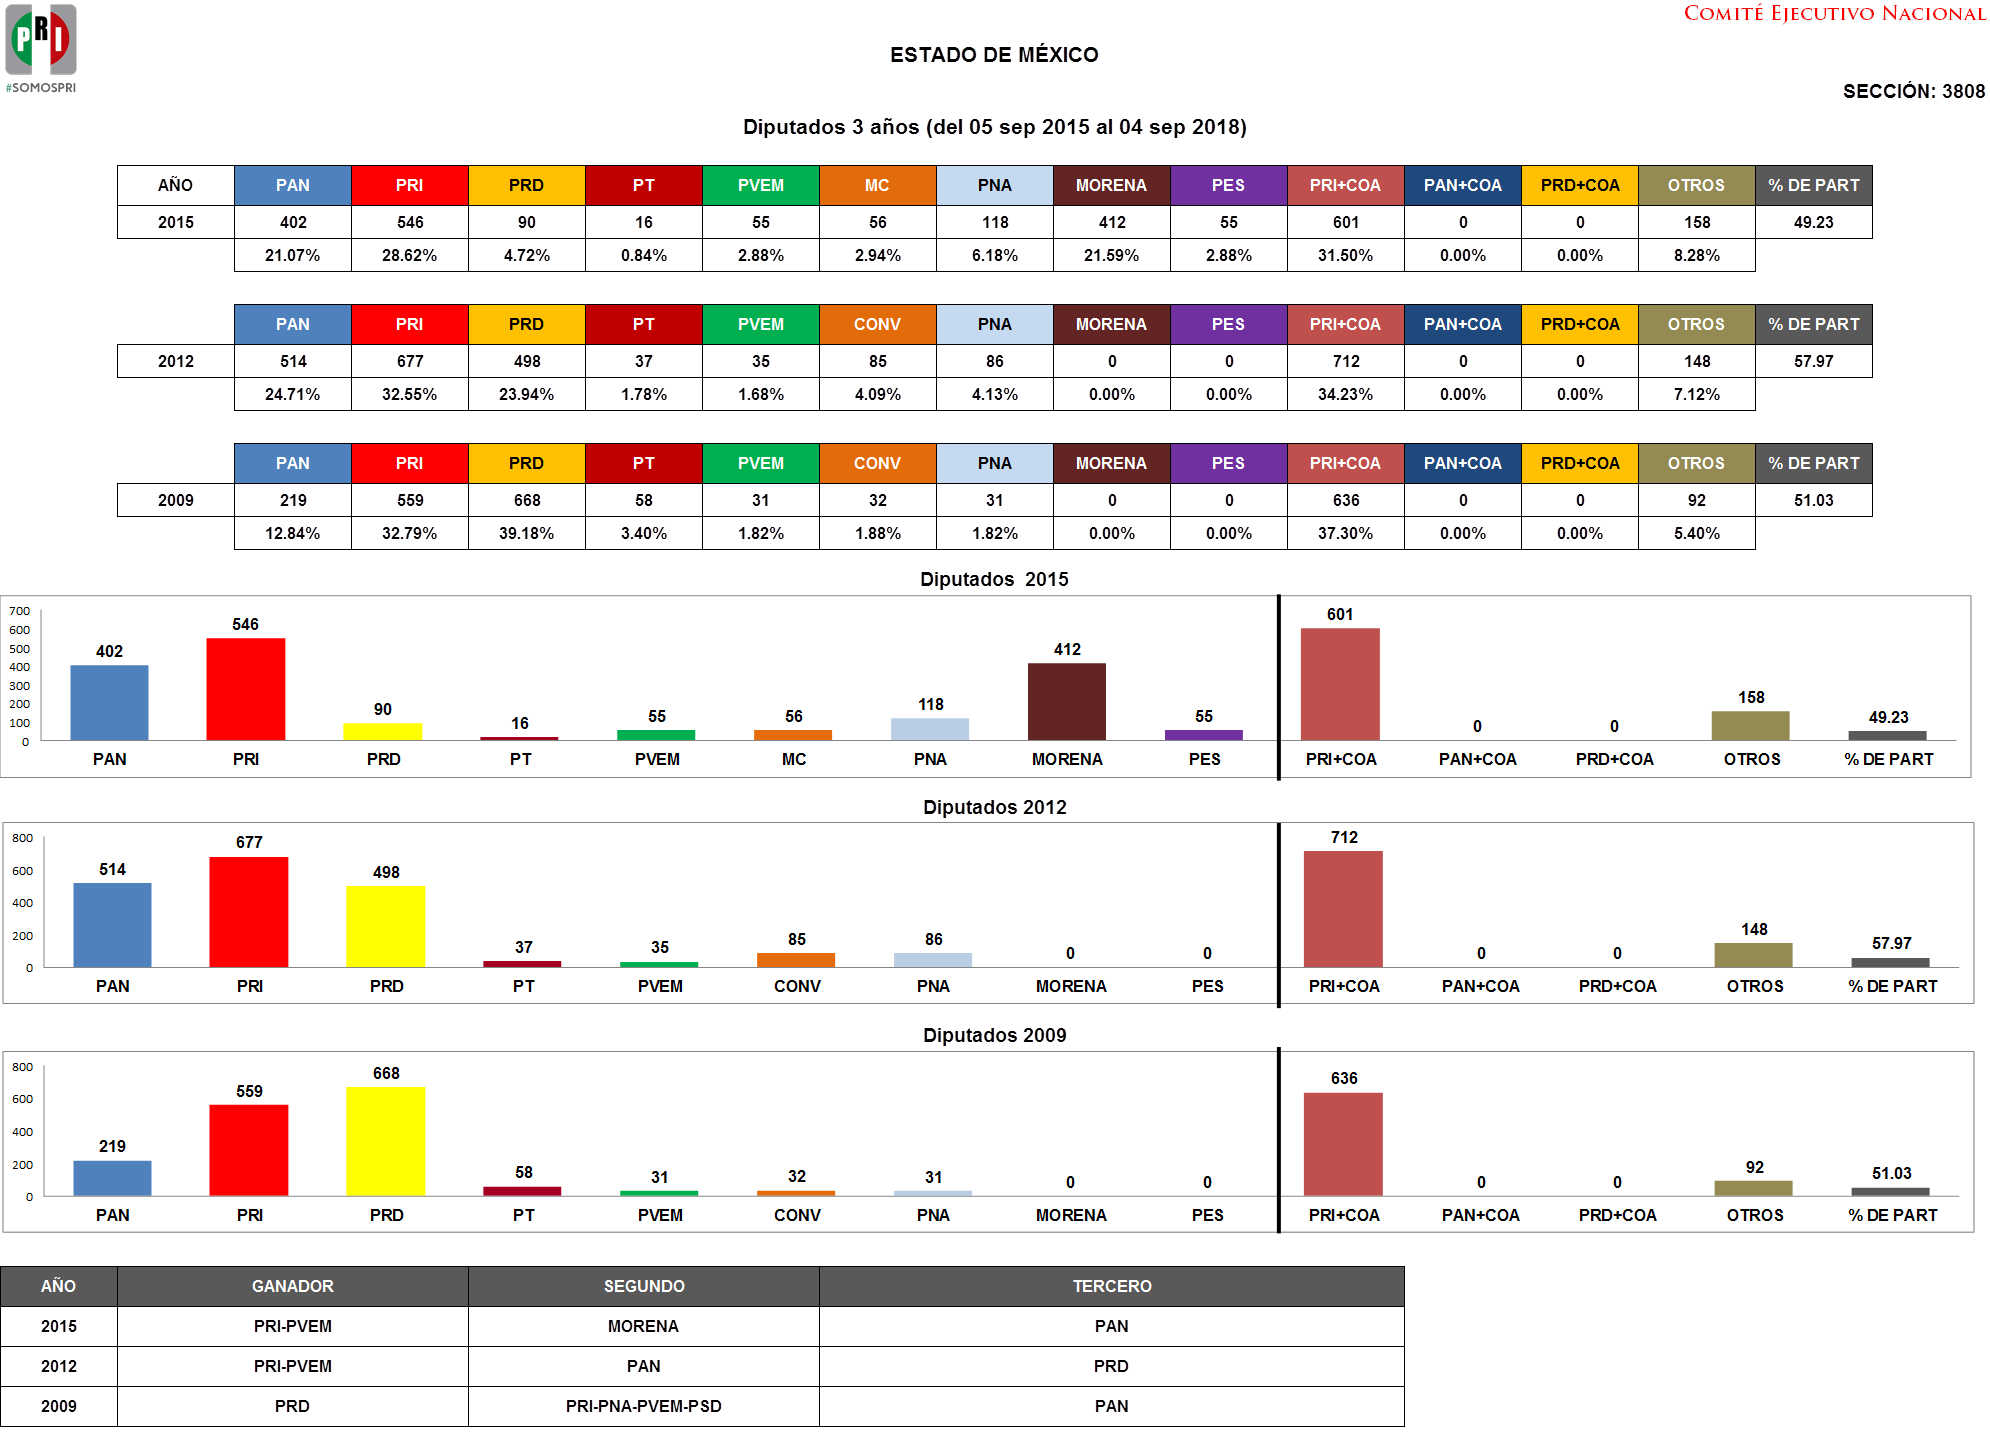 PRI
#SOMOSPRI
COMITÉ EJECUTIVO NACIONAL
ESTADO DE MÉXICO
SECCIÓN: 3808
Diputados 3 años (del 05 sep 2015 al 04 sep 2018)
AÑO PAN PRI PRD PT PVEM MC PNA MORENA PES PRI+COA PAN+COA PRD+COA OTROS % DE PART
2015 402 546 90 16 55 56 118 412 55 601 0 0 158 49.23
21.07% 28.62% 4.72% 0.84% 2.88% 2.94% 6.18% 21.59% 2.88% 31.50% 0.00% 0.00% 8.28%
PAN PRI PRD PT PVEM CONV PNA MORENA PES PRI+COA PAN+COA PRD+COA OTROS % DE PART
2012 514 677 498 37 35 85 86 0 0 712 0 0 148 57.97
24.71% 32.55% 23.94% 1.78% 1.68% 4.09% 4.13% 0.00% 0.00% 34.23% 0.00% 0.00% 7.12%
PAN PRI PRD PT PVEM CONV PNA MORENA PES PRI+COA PAN+COA PRD+COA OTROS % DE PART
2009 219 559 668 58 31 32 31 0 0 636 0 0 92 51.03
12.84% 32.79% 39.18% 3.40% 1.82% 1.88% 1.82% 0.00% 0.00% 37.30% 0.00% 0.00% 5.40%
Diputados 2015
700
600
500
400
300
200
100
0
402 546 90 16 55 56 118 412 55 601 0 0 158 49.23
PAN PRI PRD PT PVEM MC PNA MORENA PES PRI+COA PAN+COA PRD+COA OTROS % DE PART
Diputados 2012
800
600
400
200
0
514 677 498 37 35 85 86 0 0 712 0 0 148 57.97
PAN PRI PRD PT PVEM CONV PNA MORENA PES PRI+COA PAN+COA PRD+COA OTROS % DE PART
Diputados 2009
800
600
400
200
0
219 559 668 58 31 32 31 0 0 636 0 0 92 51.03
PAN PRI PRD PT PVEM CONV PNA MORENA PES PRI+COA PAN+COA PRD+COA OTROS % DE PART
AÑO GANADOR SEGUNDO TERCERO
2015 PRI-PVEM MORENA PAN
2012 PRI-PVEM PAN PRD
2009 PRD PRI-PNA-PVEM-PSD PAN